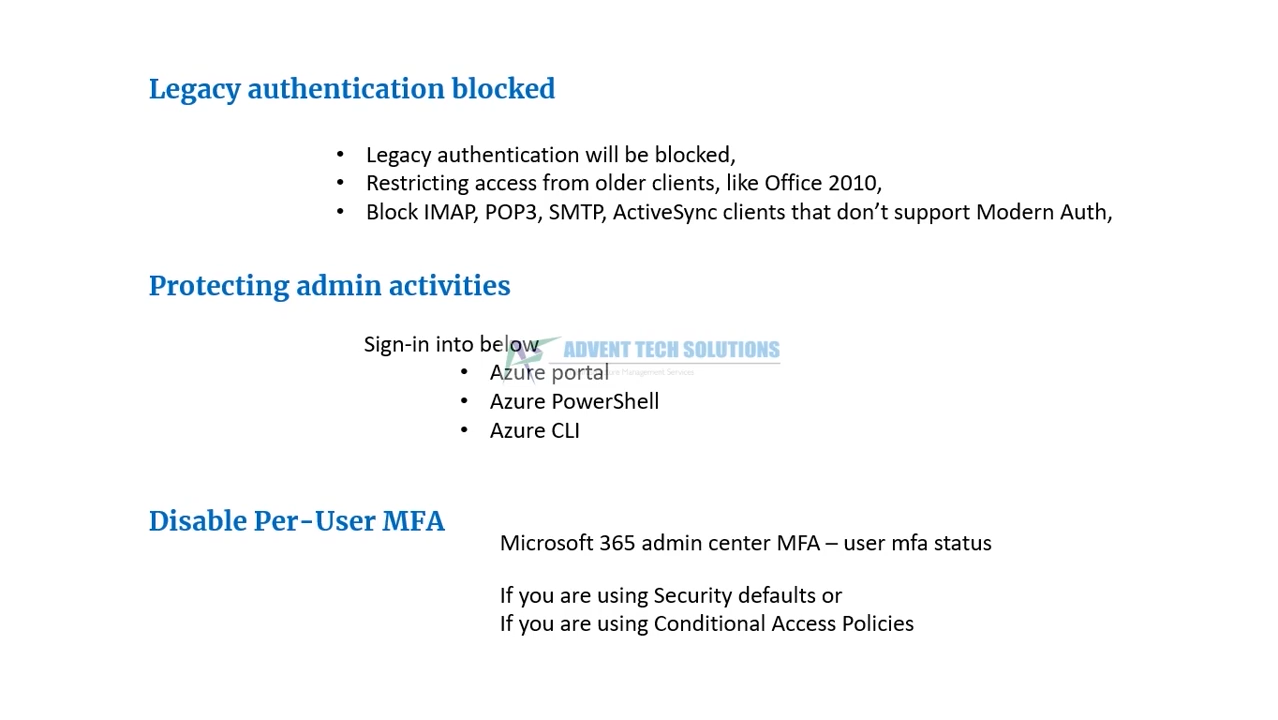 Legacy authentication blocked
• Legacy authentication will be blocked,
• Restricting access from older clients, like Office 2010,
• Block IMAP, POP3, SMTP, ActiveSync clients that don’t support Modern Auth,
Protecting admin activities
Sign-in into below
ADVENT TECH SOLUTIONS
• Azure portal
Management Services
• Azure PowerShell
• Azure CLI
Disable Per-User MFA
Microsoft 365 admin center MFA – user mfa status
If you are using Security defaults or
If you are using Conditional Access Policies